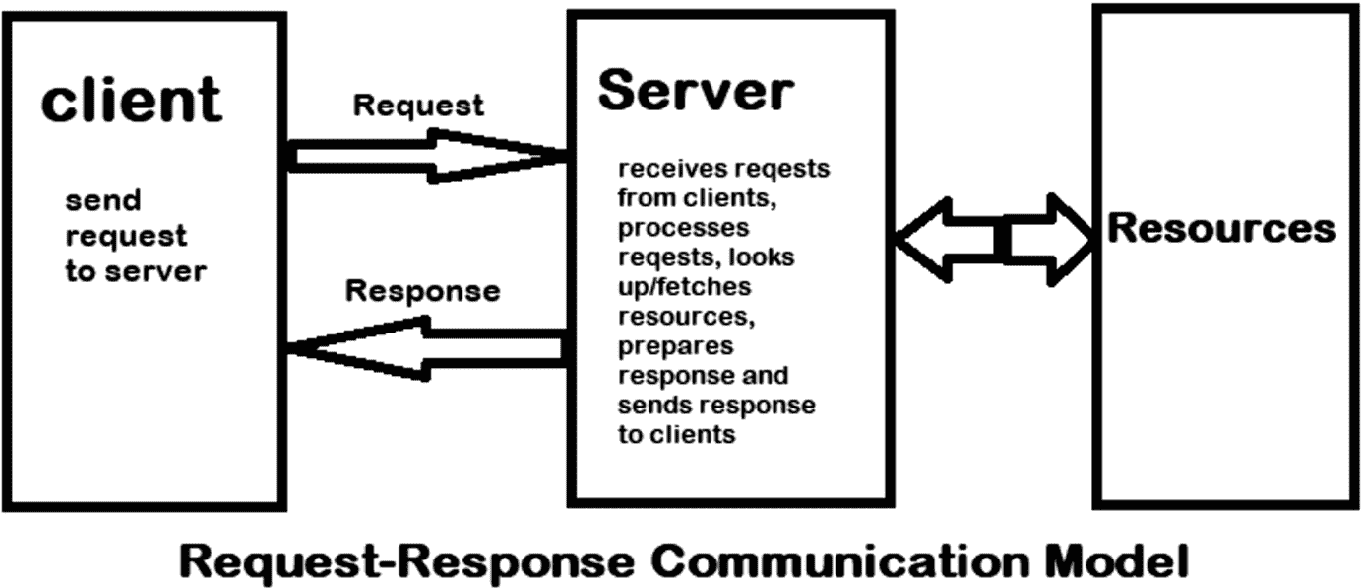 client
send
request
to server
Request
Response
Server
receives reqests
from clients,
processes
reqests, looks
up/fetches
resources,
prepares
response and
sends response
to clients
Resources
Request-Response Communication Model